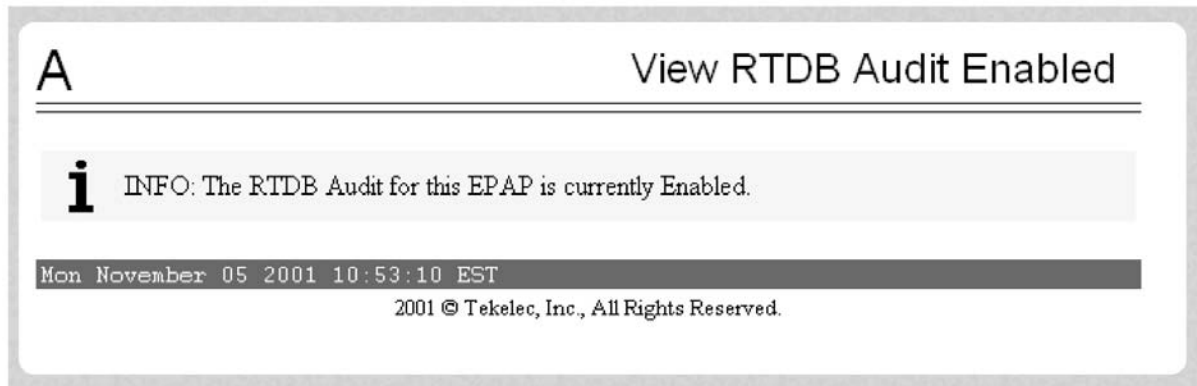 A
View RTDB Audit Enabled
i
INFO: The RTDB Audit for this EPAP is currently Enabled.
Mon November 05 2001 10:53:10 EST
2001 © Tekelec, Inc., All Rights Reserved.